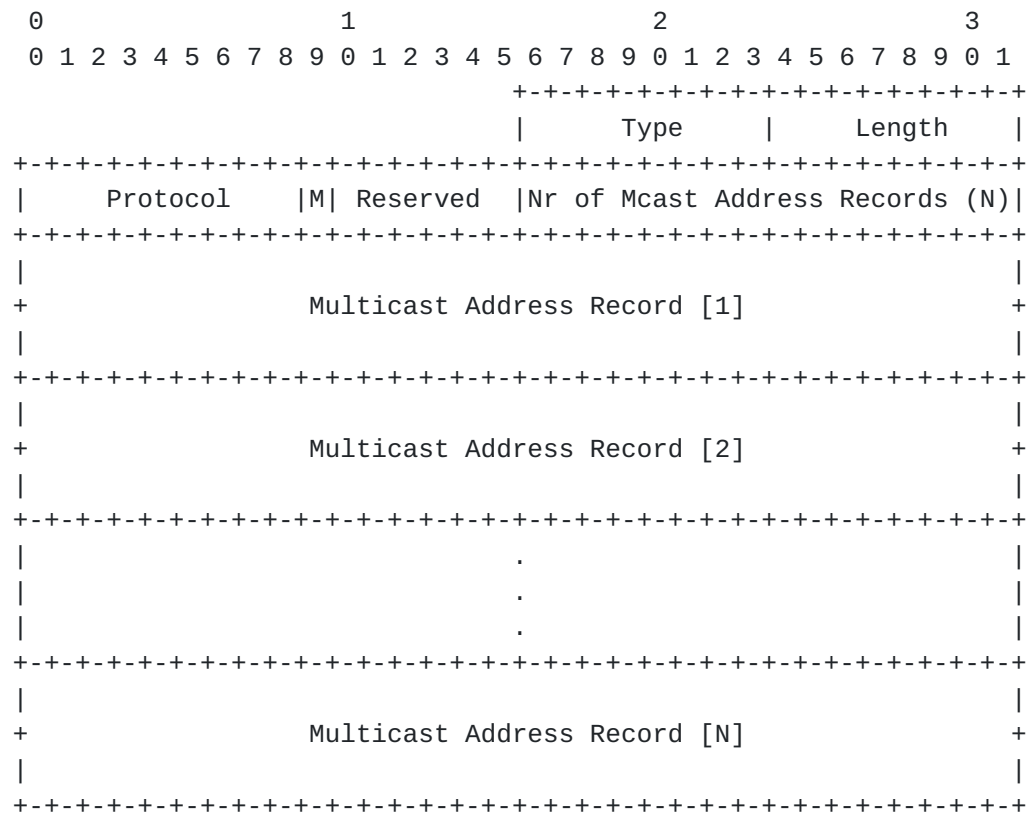 0                   1                   2                   3
 0 1 2 3 4 5 6 7 8 9 0 1 2 3 4 5 6 7 8 9 0 1 2 3 4 5 6 7 8 9 0 1
                                +-+-+-+-+-+-+-+-+-+-+-+-+-+-+-+-+
                                |      Type     |     Length    |
+-+-+-+-+-+-+-+-+-+-+-+-+-+-+-+-+-+-+-+-+-+-+-+-+-+-+-+-+-+-+-+-+
|     Protocol    |M| Reserved  |Nr of Mcast Address Records (N)|
+-+-+-+-+-+-+-+-+-+-+-+-+-+-+-+-+-+-+-+-+-+-+-+-+-+-+-+-+-+-+-+-+
|                                                               |
+                  Multicast Address Record [1]                 +
|                                                               |
+-+-+-+-+-+-+-+-+-+-+-+-+-+-+-+-+-+-+-+-+-+-+-+-+-+-+-+-+-+-+-+-+
|                                                               |
+                  Multicast Address Record [2]                 +
|                                                               |
+-+-+-+-+-+-+-+-+-+-+-+-+-+-+-+-+-+-+-+-+-+-+-+-+-+-+-+-+-+-+-+-+
|                               .                               |
|                               .                               |
|                               .                               |
+-+-+-+-+-+-+-+-+-+-+-+-+-+-+-+-+-+-+-+-+-+-+-+-+-+-+-+-+-+-+-+-+
|                                                               |
+                  Multicast Address Record [N]                 +
|                                                               |
+-+-+-+-+-+-+-+-+-+-+-+-+-+-+-+-+-+-+-+-+-+-+-+-+-+-+-+-+-+-+-+-+